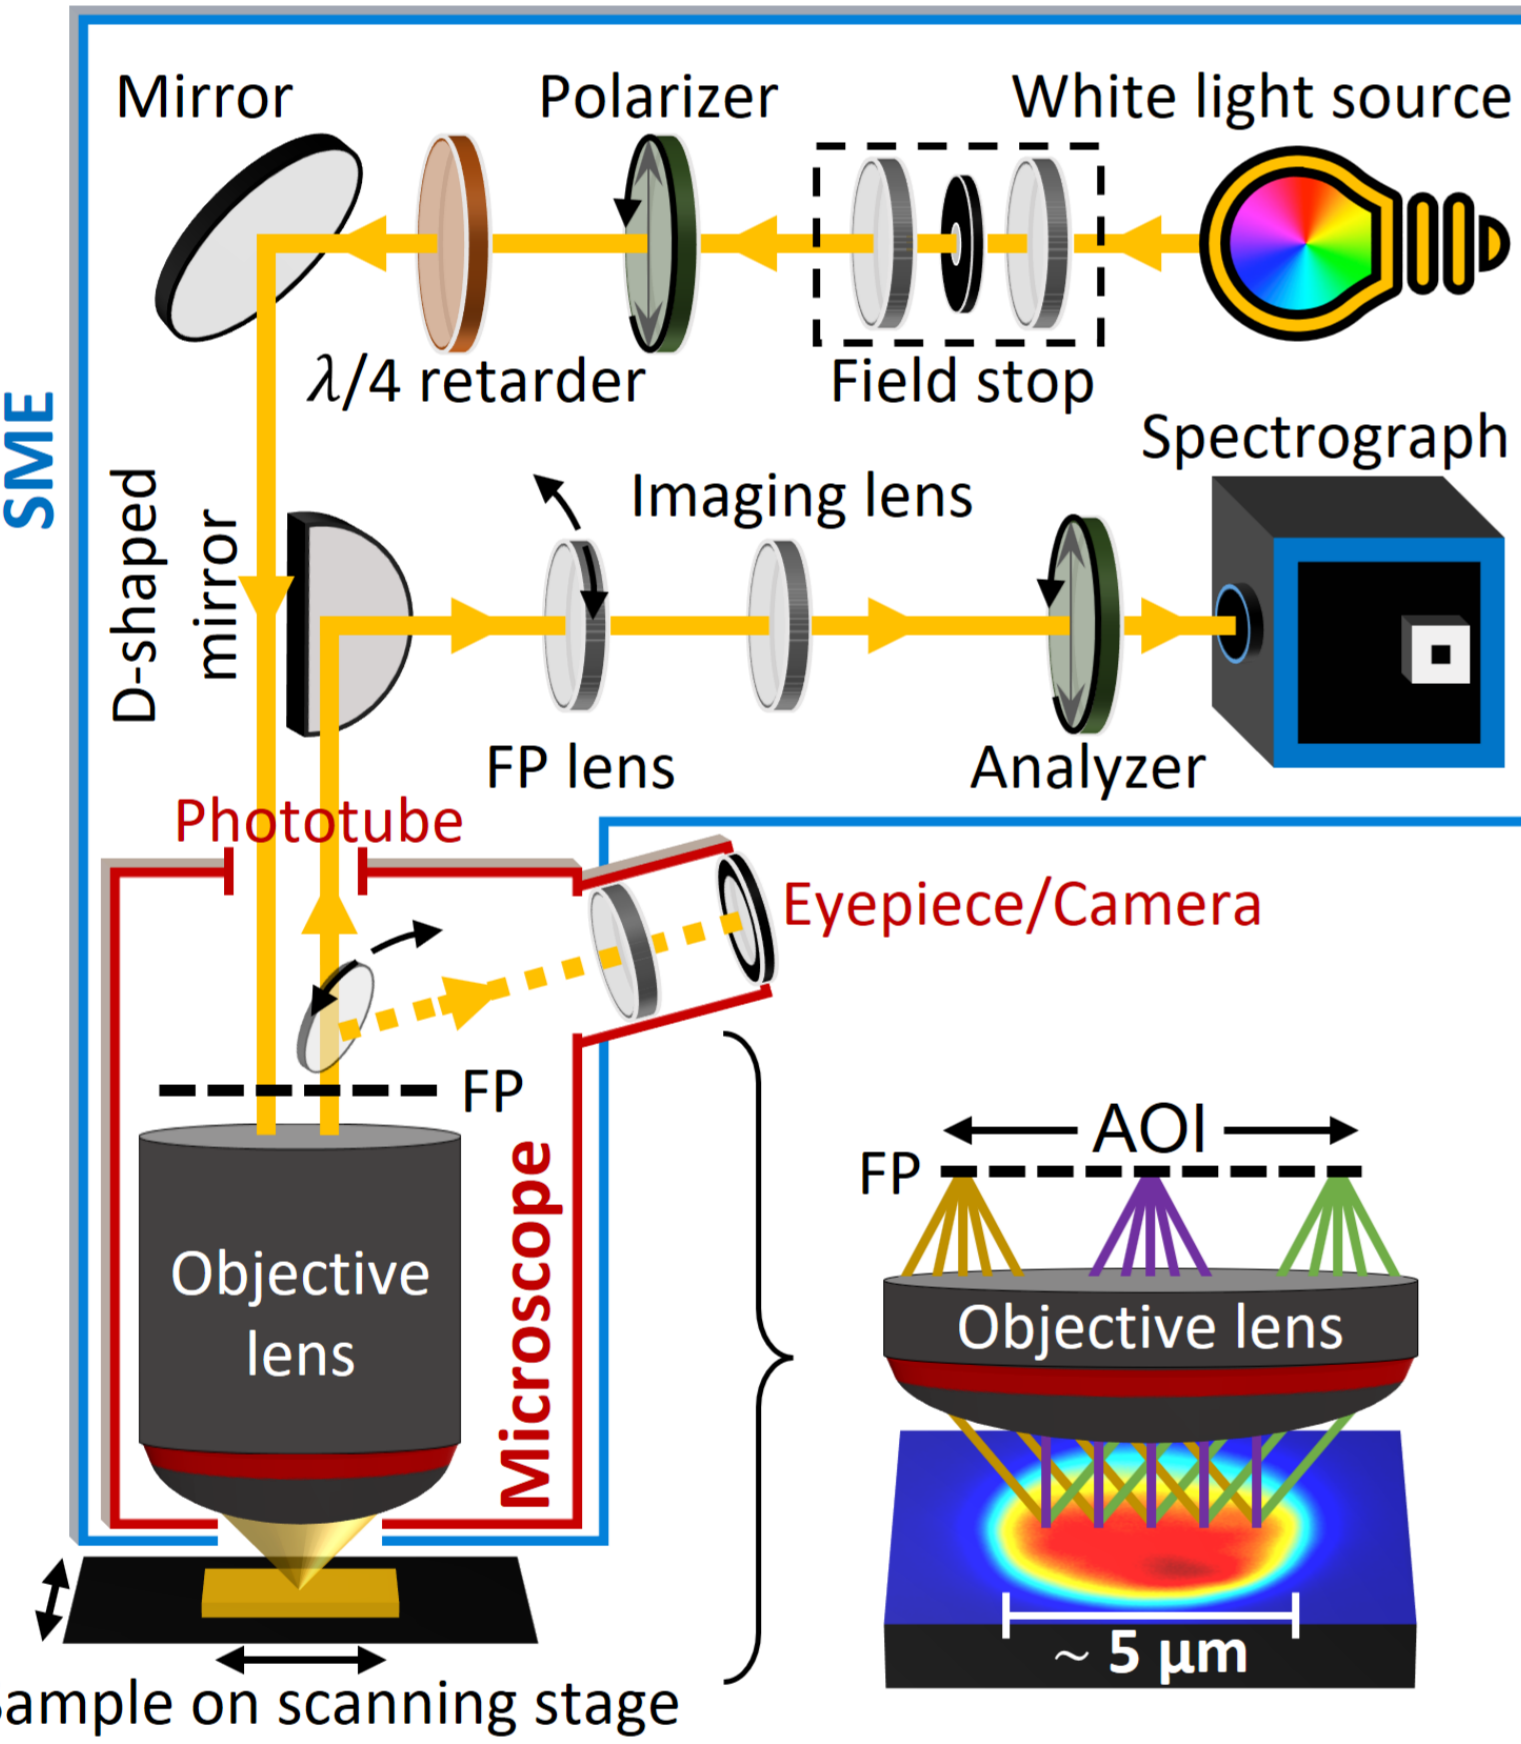 Mirror
Polarizer
White light source
λ/4 retarder
Field stop
SME
Spectrograph
D-shaped
mirror
Imaging lens
FP lens
Analyzer
Phototube
Eyepiece/Camera
FP
Microscope
Objective
lens
AOI
FP
Objective lens
~ 5 μm
Sample on scanning stage